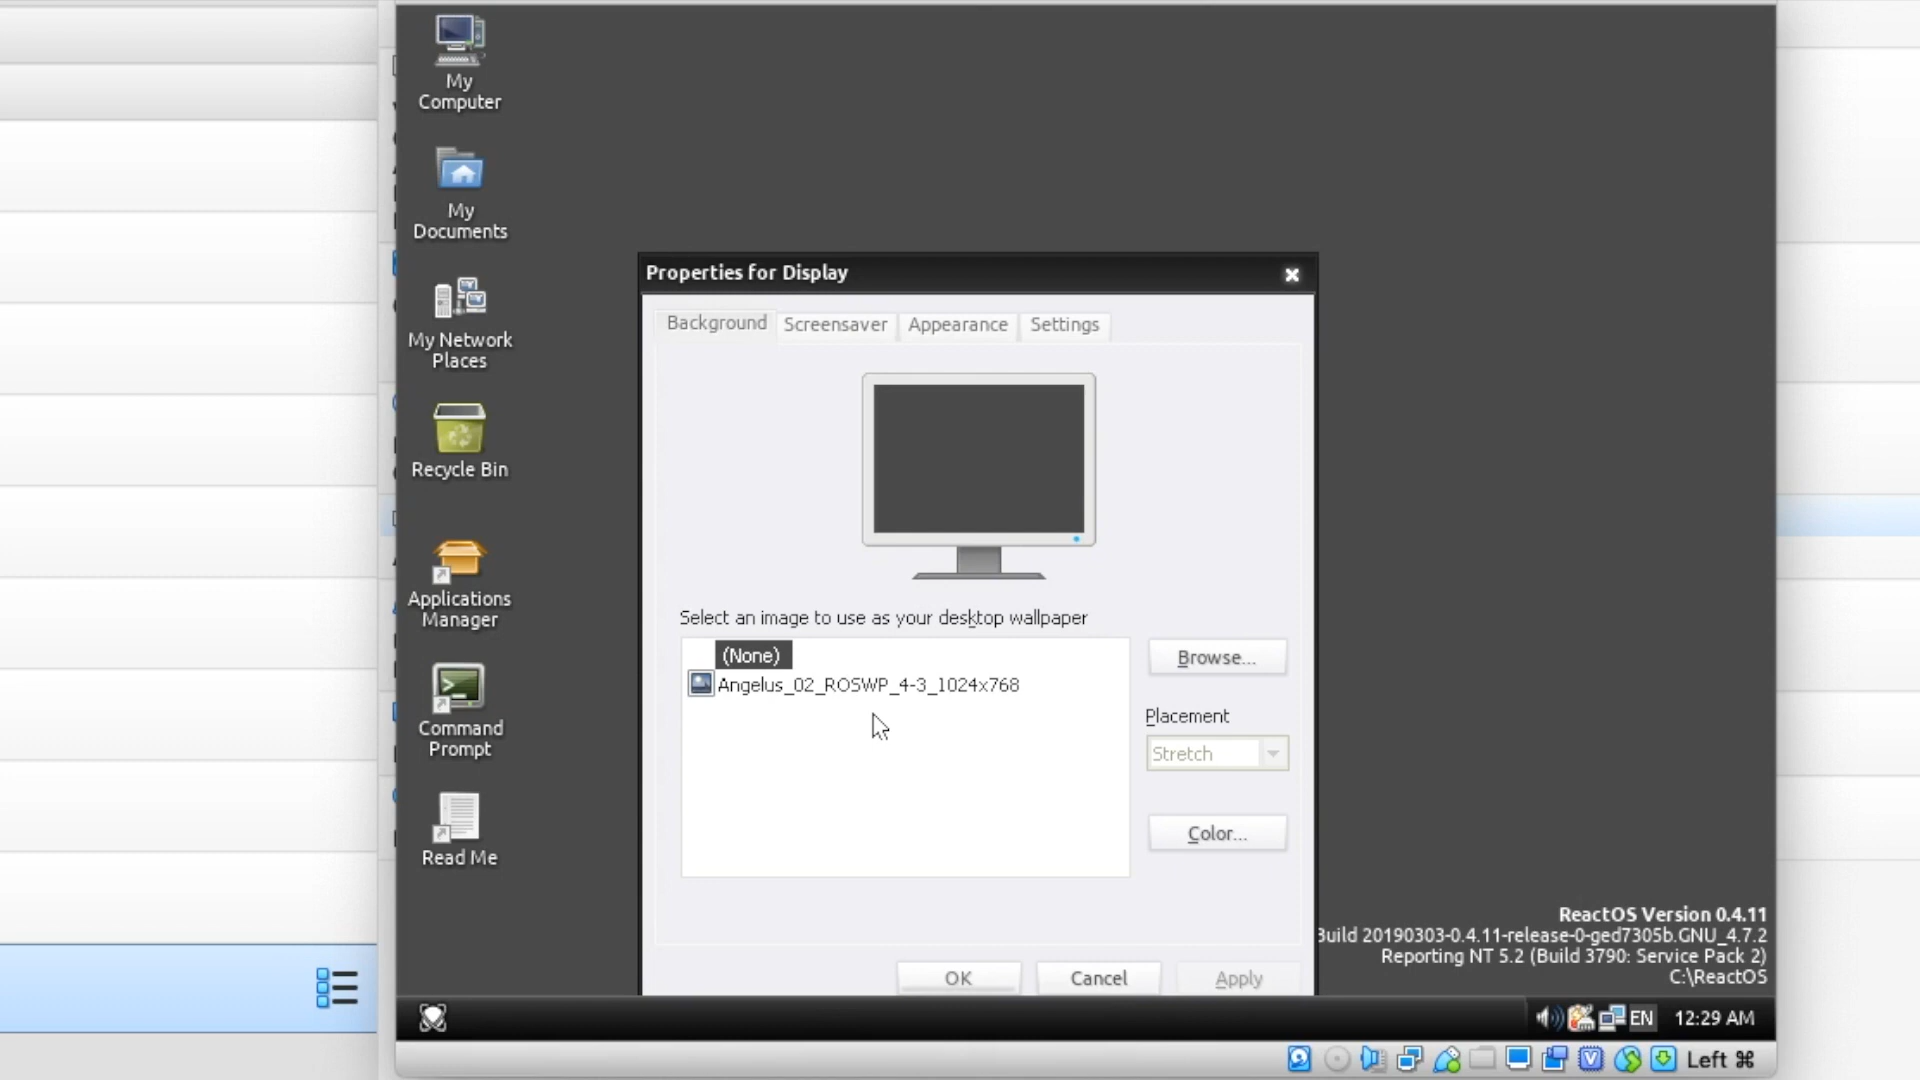 My
Computer
My
Documents
My Network
Places
Recycle Bin
Applications
Manager
Command
Prompt
Read Me
Properties for Display
Background
Screensaver
Appearance
Settings
Select an image to use as your desktop wallpaper
(None)
Angelus_02_ROSWP_4-3_1024x768
Browse...
Placement
Stretch
Color...
OK
Cancel
Apply
ReactOS Version 0.4.11
Build 20190303-0.4.11-release-0-ged7305b.GNU_4.7.2
Reporting NT 5.2 (Build 3790: Service Pack 2)
C:\ReactOS
EN
12:29 AM
Left ⌘